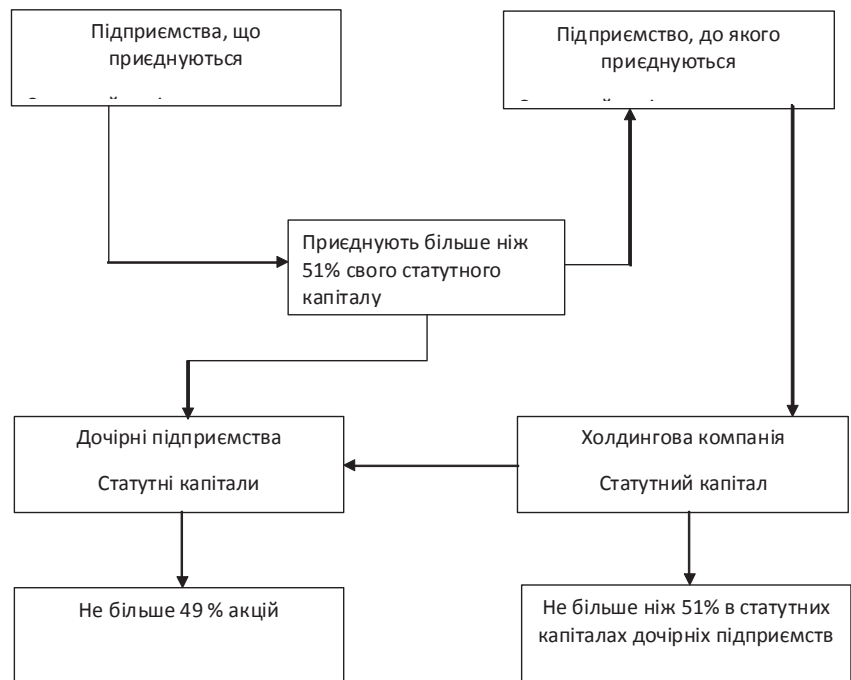 Підприємства, що
приєднуються
Підприємство, до якого
приєднуються
Приєднують більше ніж
51% свого статутного
капіталу
Дочірні підприємства
Статутні капітали
Холдингова компанія
Статутний капітал
Не більше 49 % акцій
Не більше ніж 51% в статутних
капіталах дочірніх підприємств